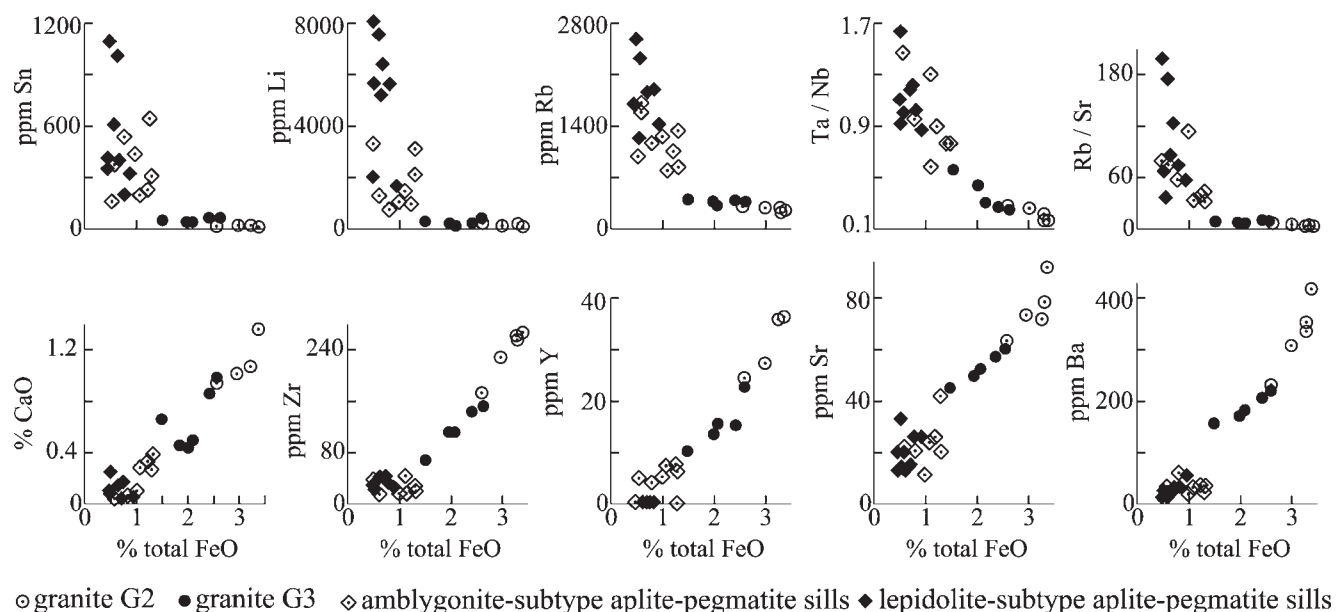 1200
600
0
ppm Sn
8000
4000
0
ppm Li
2800
1400
0
ppm Rb
1.7
0.9
0.1
Ta / Nb
180
60
0
Rb / Sr
1.2
0.4
0
% CaO
0 1 2 3
% total FeO
240
80
0
ppm Zr
0 1 2 3
% total FeO
40
20
0
ppm Y
0 1 2 3
% total FeO
80
40
0
ppm Sr
0 1 2 3
% total FeO
400
200
0
ppm Ba
0 1 2 3
% total FeO
granite G2 granite G3 amblygonite-subtype aplite-pegmatite sills lepidolite-subtype aplite-pegmatite sills